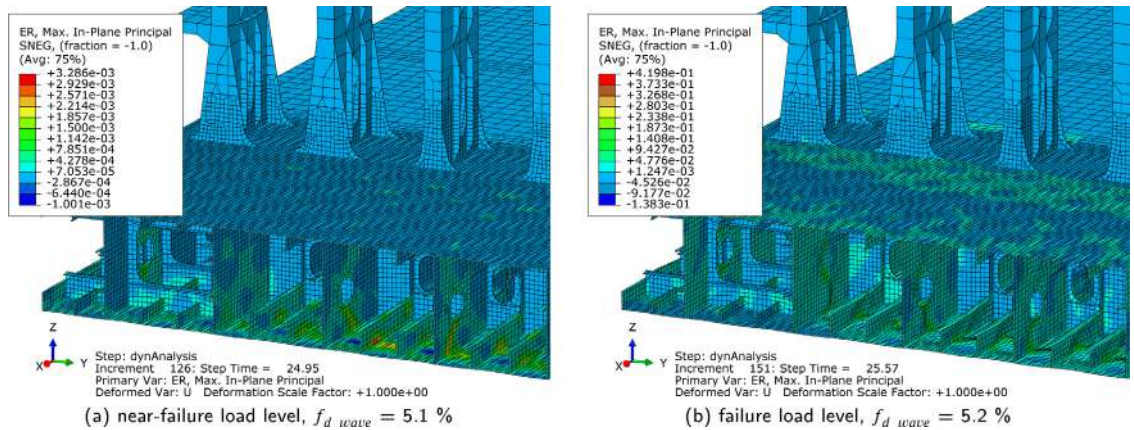 ER, Max. In-Plane Principal
SNEG, (fraction = -1.0)
(Avg: 75%)
+3.286e-03
+2.929e-03
+2.571e-03
+2.214e-03
+1.857e-03
+1.500e-03
+1.142e-03
+7.851e-04
+4.278e-04
+7.053e-05
-2.867e-04
-6.440e-04
-1.001e-03
Z
X
Y
Step: dynAnalysis
Increment 126: Step Time = 24.95
Primary Var: ER, Max. In-Plane Principal
Deformed Var: U Deformation Scale Factor: +1.000e+00
(a) near-failure load level, f_d_wave = 5.1 %
ER, Max. In-Plane Principal
SNEG, (fraction = -1.0)
(Avg: 75%)
+4.198e-01
+3.733e-01
+3.268e-01
+2.803e-01
+2.338e-01
+1.873e-01
+1.408e-01
+9.427e-02
+4.776e-02
+1.247e-03
-4.526e-02
-9.177e-02
-1.383e-01
Z
X
Y
Step: dynAnalysis
Increment 151: Step Time = 25.57
Primary Var: ER, Max. In-Plane Principal
Deformed Var: U Deformation Scale Factor: +1.000e+00
(b) failure load level, f_d_wave = 5.2 %